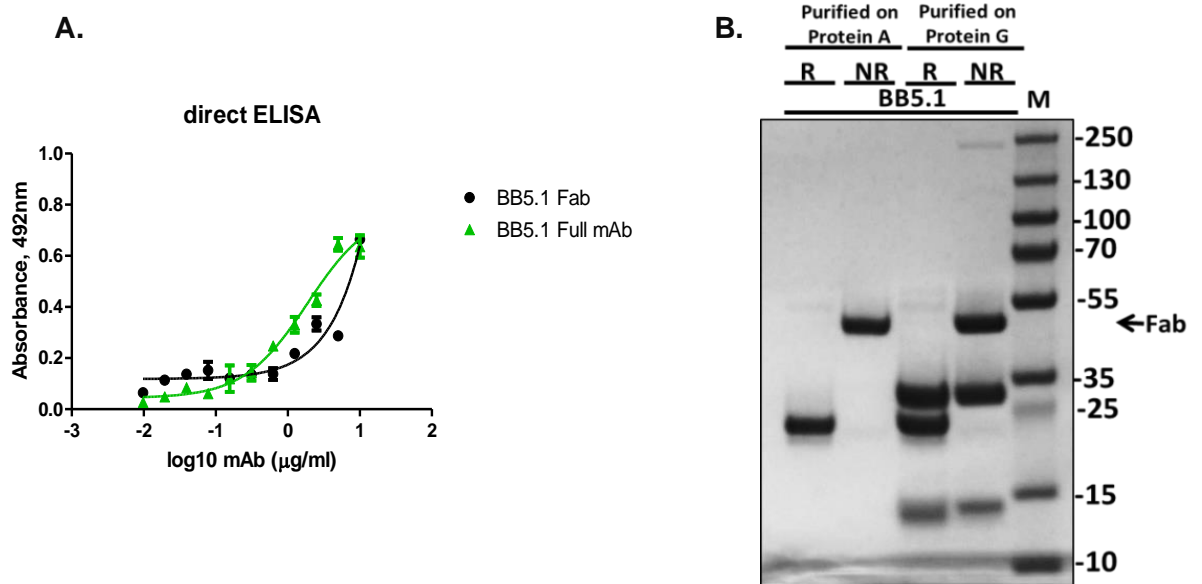 A.
direct ELISA
Absorbance, 492nm
1.0
0.8
0.6
0.4
0.2
0.0
-3 -2 -1 0 1 2
log10 mAb (μg/ml)
BB5.1 Fab
BB5.1 Full mAb
B.
Purified on Protein A
Purified on Protein G
R NR R NR
BB5.1
M
-250
-130
-100
-70
-55
←Fab
-35
-25
-15
-10